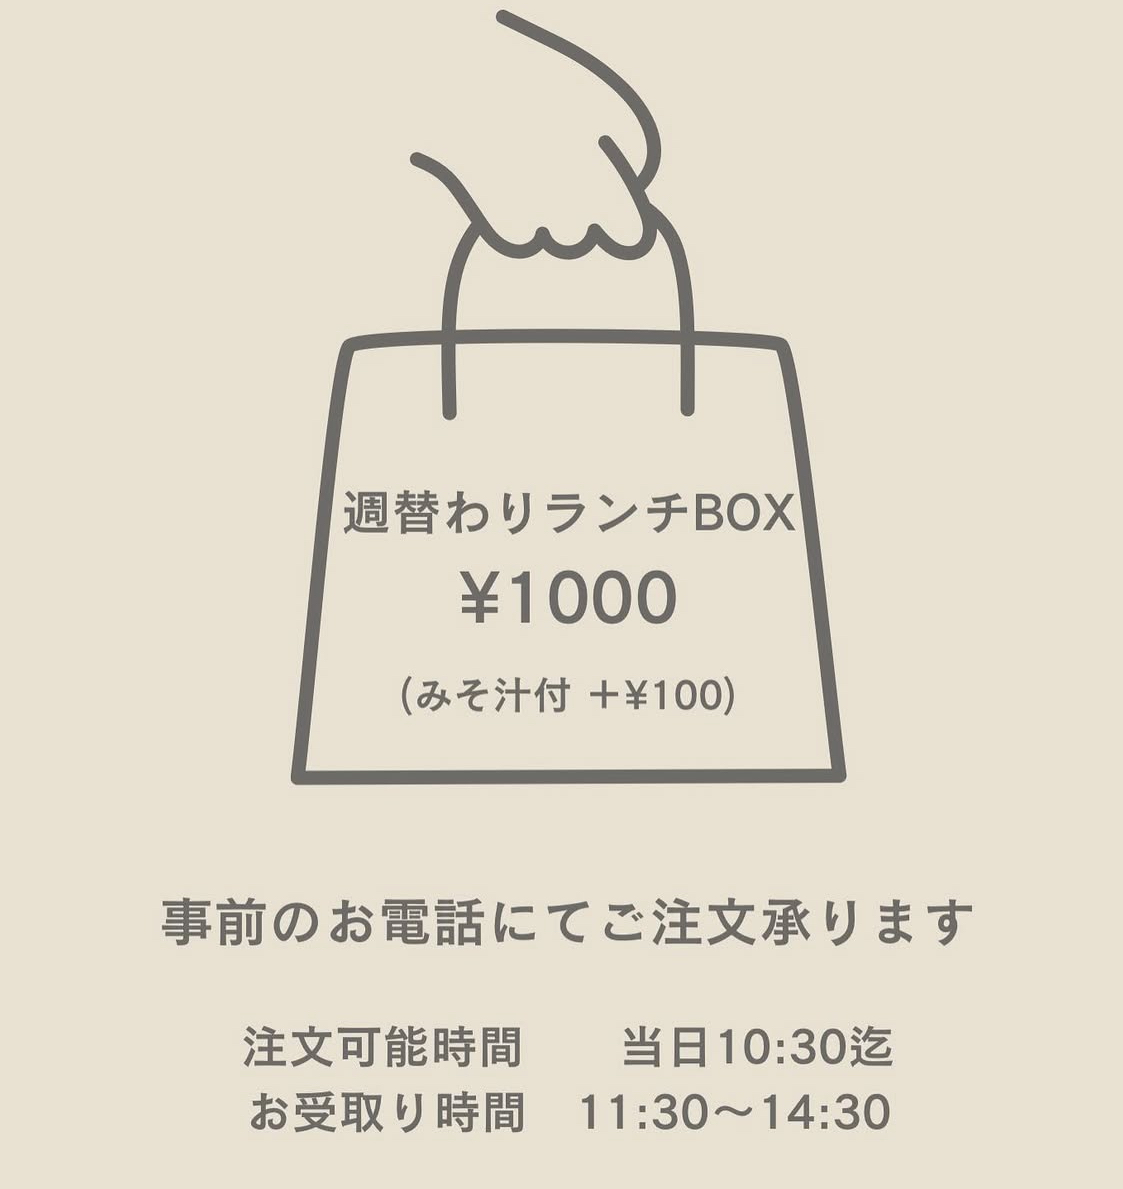 週替わりランチBOX
¥1000
(みそ汁付 +¥100)
事前のお電話にてご注文承ります
注文可能時間 当日10:30迄
お受取り時間 11:30〜14:30